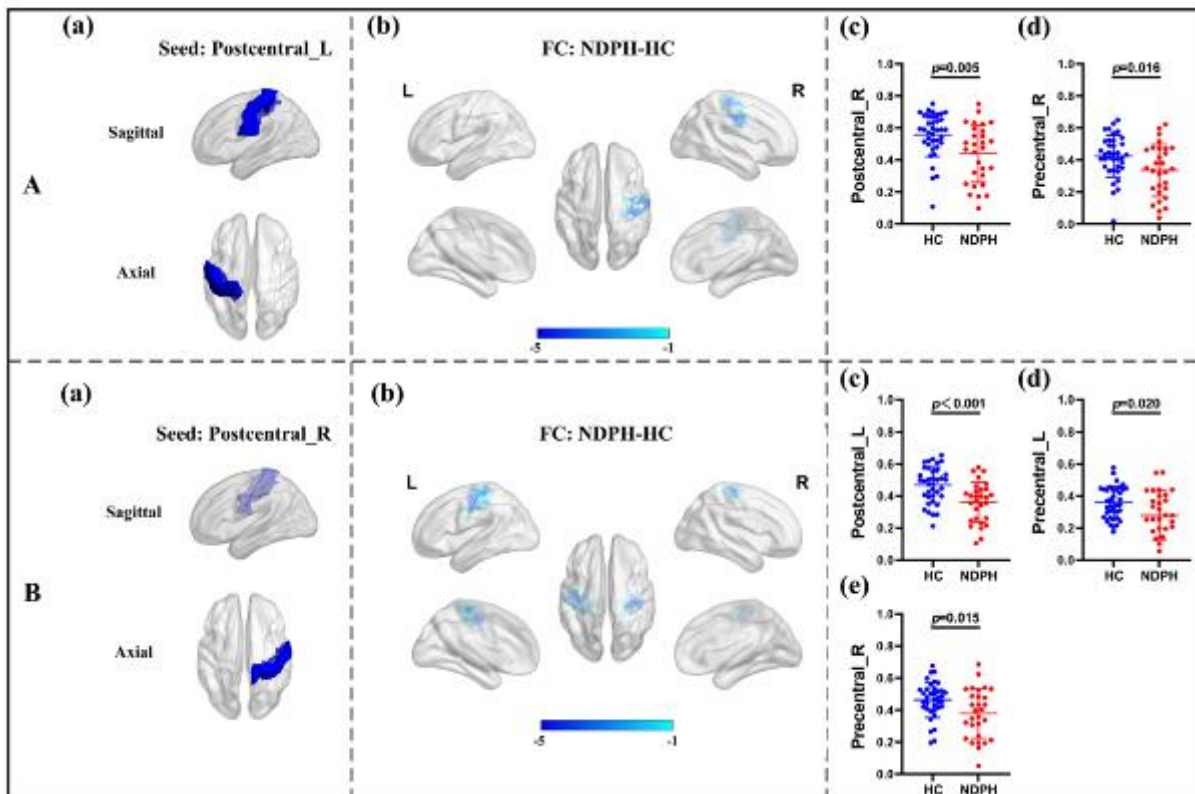 A
(a)
Seed: Postcentral_L
Sagittal
Axial
(b)
FC: NDPH-HC
L
R
-5
-1
(c)
p=0.005
Postcentral_R
1.0
0.8
0.6
0.4
0.2
0.0
HC NDPH
(d)
p=0.016
Precentral_R
1.0
0.8
0.6
0.4
0.2
0.0
HC NDPH
B
(a)
Seed: Postcentral_R
Sagittal
Axial
(b)
FC: NDPH-HC
L
R
-5
-1
(c)
p<0.001
Postcentral_L
1.0
0.8
0.6
0.4
0.2
0.0
HC NDPH
(d)
p=0.020
Precentral_L
1.0
0.8
0.6
0.4
0.2
0.0
HC NDPH
(e)
p=0.015
Precentral_R
1.0
0.8
0.6
0.4
0.2
0.0
HC NDPH